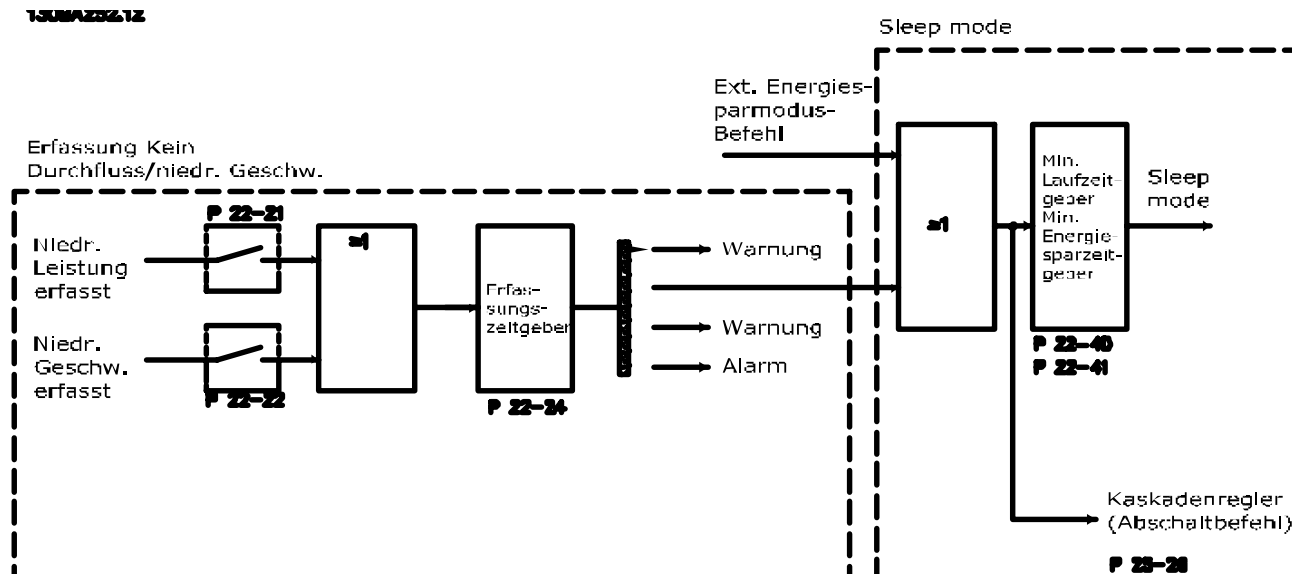 130BA252.12
Sleep mode
Ext. Energies-
parmodus-
Befehl
Erfassung Kein
Durchfluss/niedr. Geschw.
P 22-21
Niedr.
Leistung
erfasst
≥1
Erfas-
sungs-
zeitgeber
Warnung
Warnung
Alarm
Niedr.
Geschw.
erfasst
P 22-22
P 22-24
≥1
Min.
Laufzeit-
geber
Min.
Energie-
sparzeit-
geber
Sleep
mode
P 22-40
P 22-41
Kaskadenregler
(Abschaltbefehl)
P 25-26